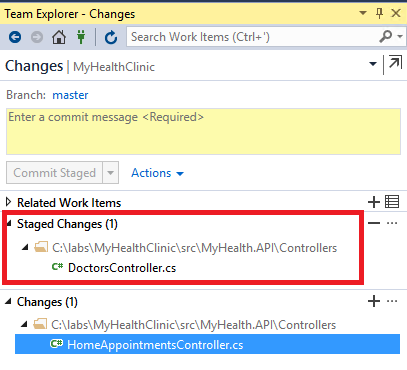 Team Explorer - Changes
Search Work Items (Ctrl+')
Changes | MyHealthClinic
Branch: master
Enter a commit message <Required>
Commit Staged Actions
Related Work Items
Staged Changes (1)
C:\labs\MyHealthClinic\src\MyHealth.API\Controllers
C# DoctorsController.cs
Changes (1)
C:\labs\MyHealthClinic\src\MyHealth.API\Controllers
C# HomeAppointmentsController.cs